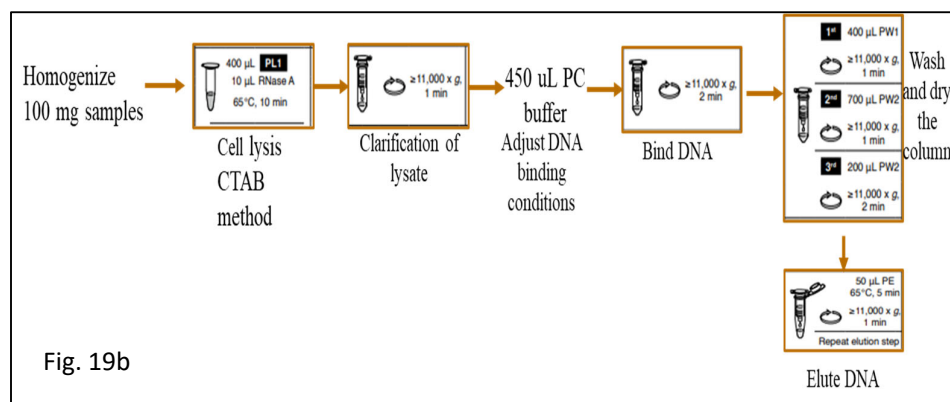 Homogenize
100 mg samples
400 µL PL1
10 µL RNase A
65°C, 10 min
Cell lysis
CTAB
method
≥11,000 x g,
1 min
Clarification of
lysate
450 uL PC
buffer
Adjust DNA
binding
conditions
≥11,000 x g,
2 min
Bind DNA
1st 400 µL PW1
≥11,000 x g,
1 min
2nd 700 µL PW2
≥11,000 x g,
1 min
3rd 200 µL PW2
≥11,000 x g,
2 min
Wash
and dry
the
column
50 µL PE
65°C, 5 min
≥11,000 x g,
1 min
Repeat elution step
Elute DNA
Fig. 19b